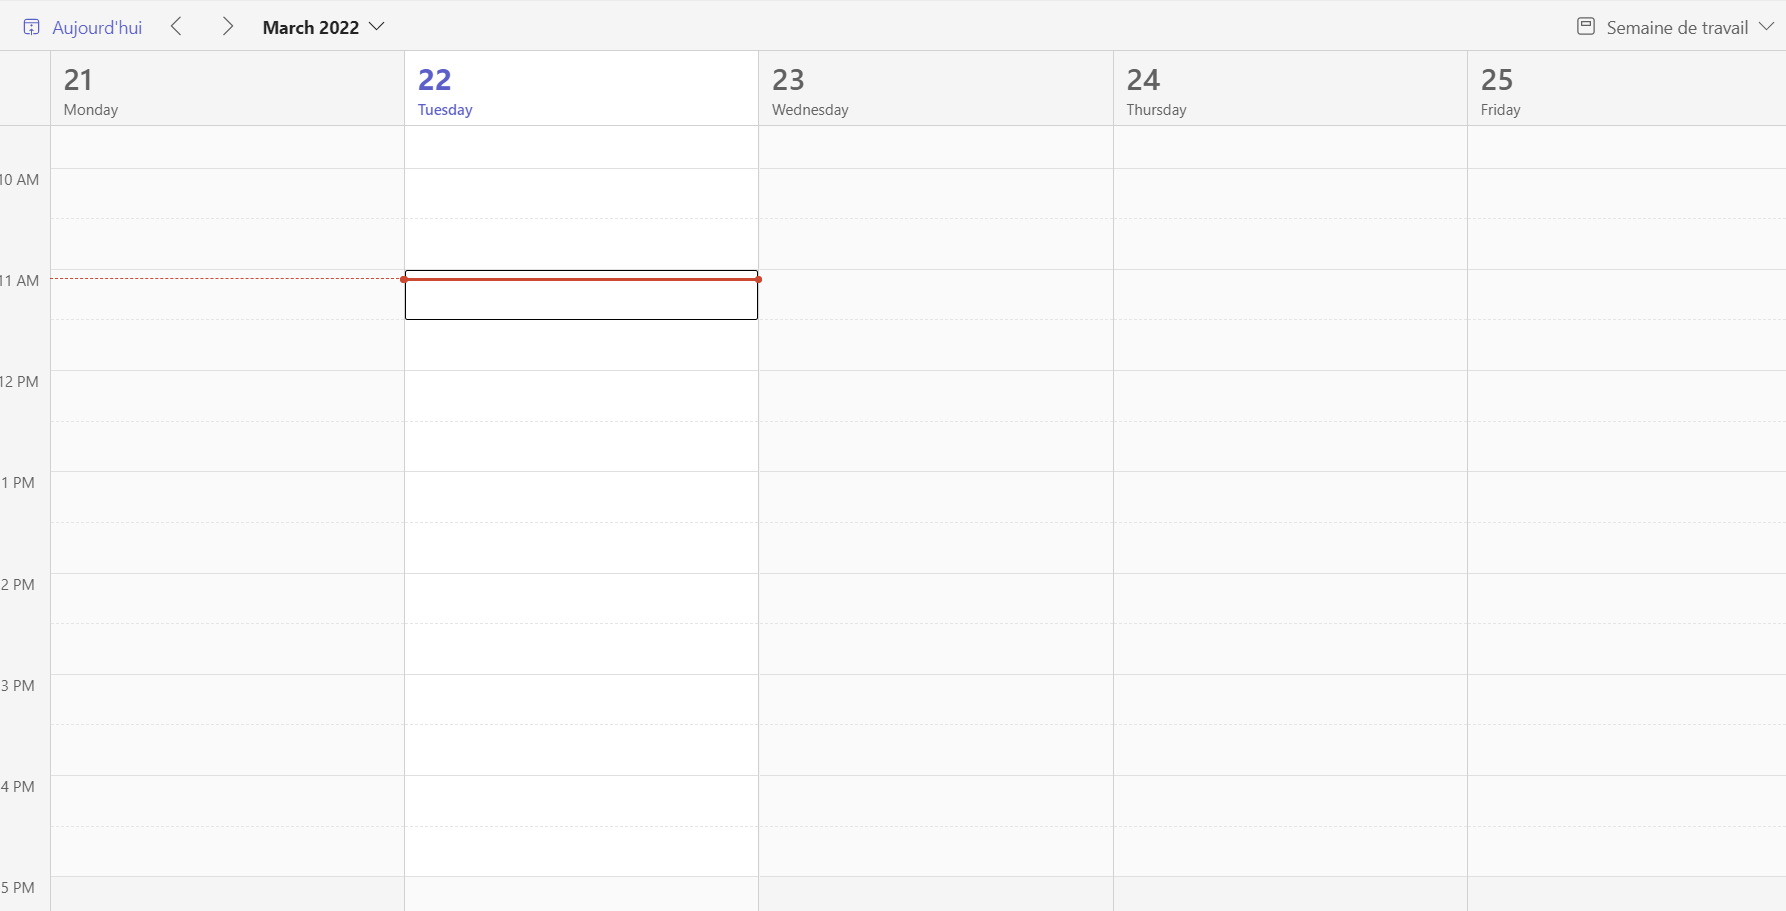 Aujourd'hui
March 2022
Semaine de travail
21
Monday
22
Tuesday
23
Wednesday
24
Thursday
25
Friday
10 AM
11 AM
12 PM
1 PM
2 PM
3 PM
4 PM
5 PM